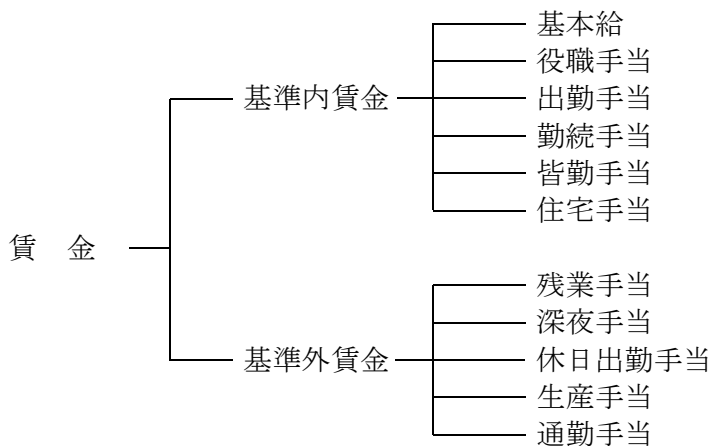 賃　金
基準内賃金
基本給
役職手当
出勤手当
勤続手当
皆勤手当
住宅手当
基準外賃金
残業手当
深夜手当
休日出勤手当
生産手当
通勤手当